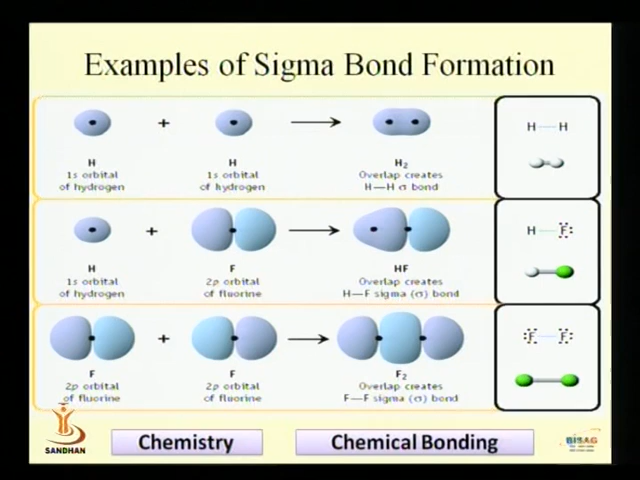 Examples of Sigma Bond Formation
+
H
1s orbital
of hydrogen
H
1s orbital
of hydrogen
H2
Overlap creates
H—H σ bond
H H
+
H
1s orbital
of hydrogen
F
2p orbital
of fluorine
HF
Overlap creates
H—F sigma (σ) bond
H F
+
F
2p orbital
of fluorine
F
2p orbital
of fluorine
F2
Overlap creates
F—F sigma (σ) bond
F F
SANDHAN
Chemistry
Chemical Bonding
BISAG